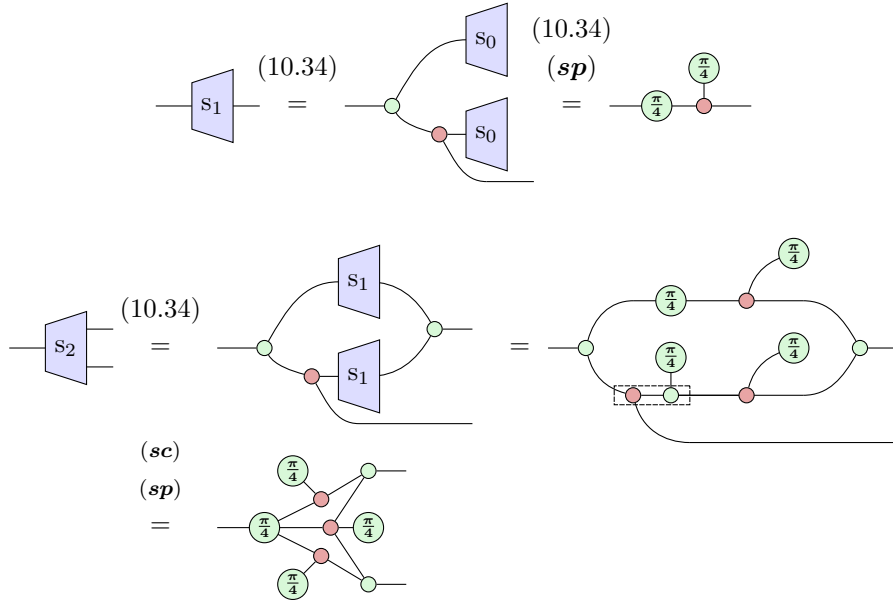 s₀ (10.34)
(10.34) (sp) π/4
s₁ = s₀ = π/4
s₁
(10.34) π/4 π/4
s₂ = s₁ = π/4 π/4
(sc) π/4
(sp)
= π/4 π/4
π/4